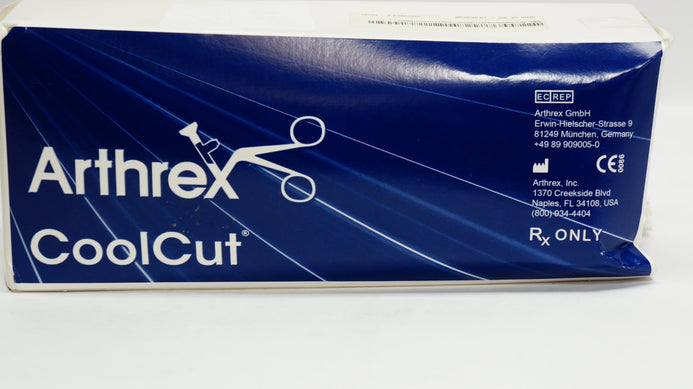 Arthrex
CoolCut®
EC REP
Arthrex GmbH
Erwin-Hielscher-Strasse 9
81249 München, Germany
+49 89 909005-0
CE 0086
Arthrex, Inc.
1370 Creekside Blvd
Naples, FL 34108, USA
(800) 934-4404
Rx ONLY